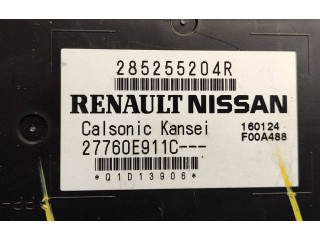 285255204R
RENAULT NISSAN
Calsonic Kansei
160124
27760E911C---
F00A488
*Q1D13906*